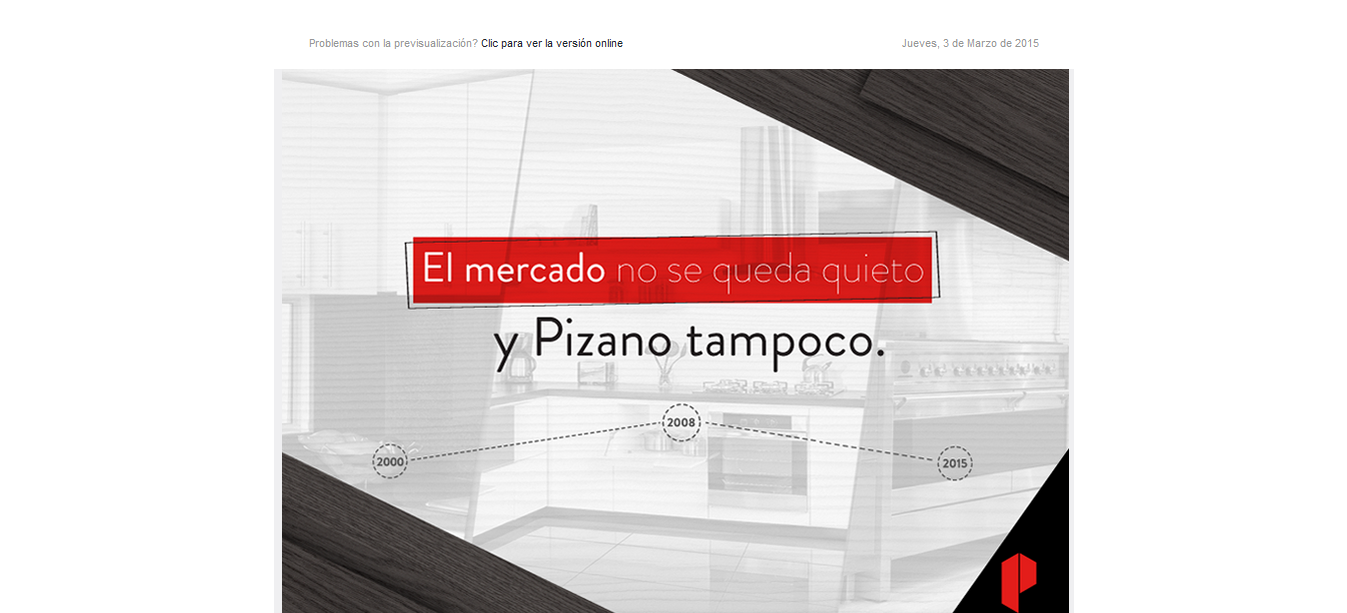 Problemas con la previsualización? Clic para ver la versión online
Jueves, 3 de Marzo de 2015
El mercado no se queda quieto
y Pizano tampoco.
2008
2000
2015